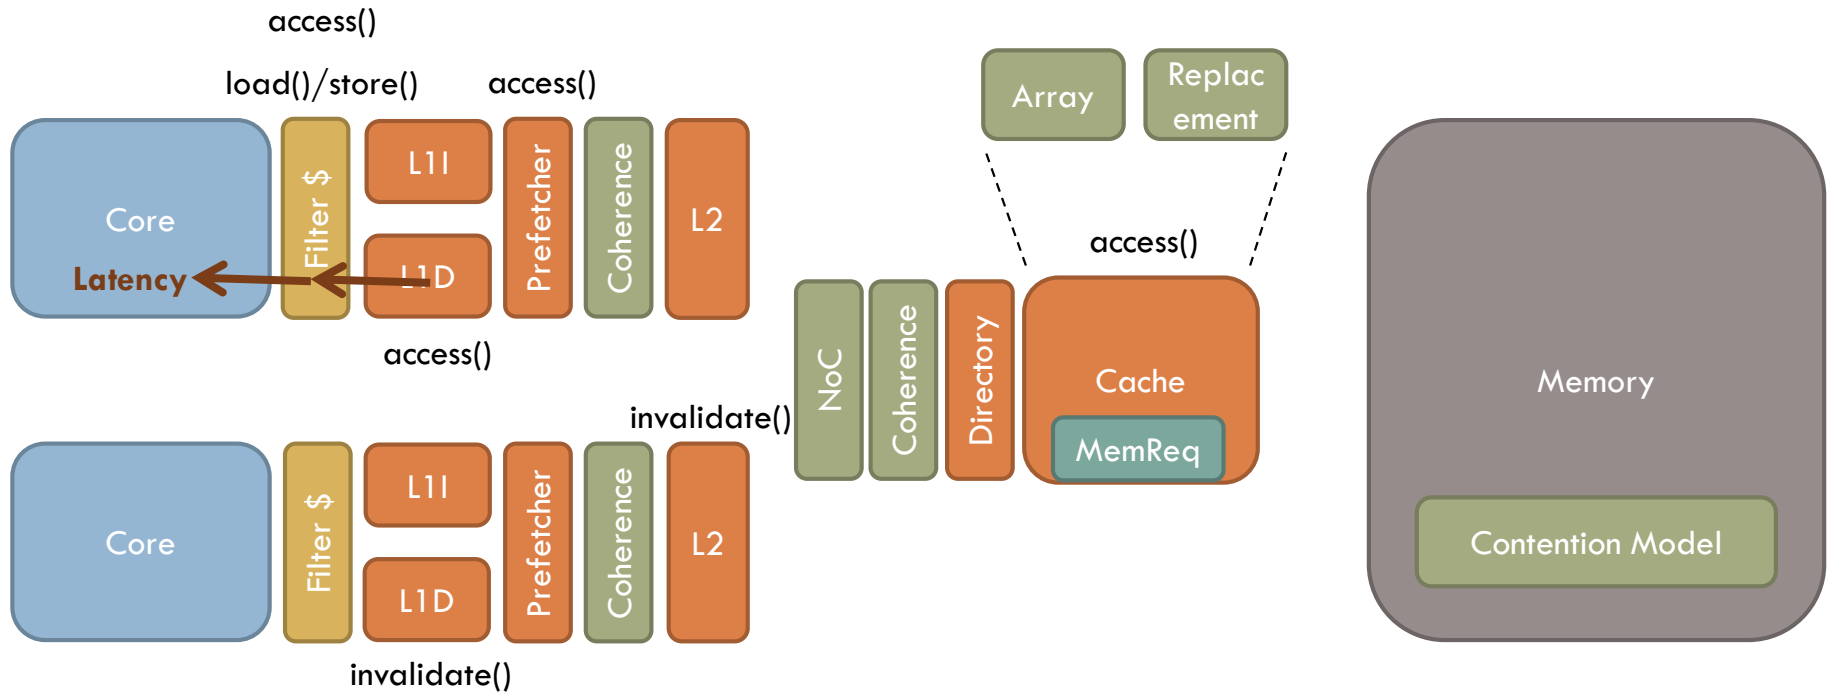 access()
load()/store()
access()
Core
Latency
Filter $
L1I
L1D
Prefetcher
Coherence
L2
access()
Array
Replac
ement
access()
NoC
Coherence
Directory
Cache
MemReq
Memory
Contention Model
invalidate()
Core
Filter $
L1I
L1D
Prefetcher
Coherence
L2
invalidate()